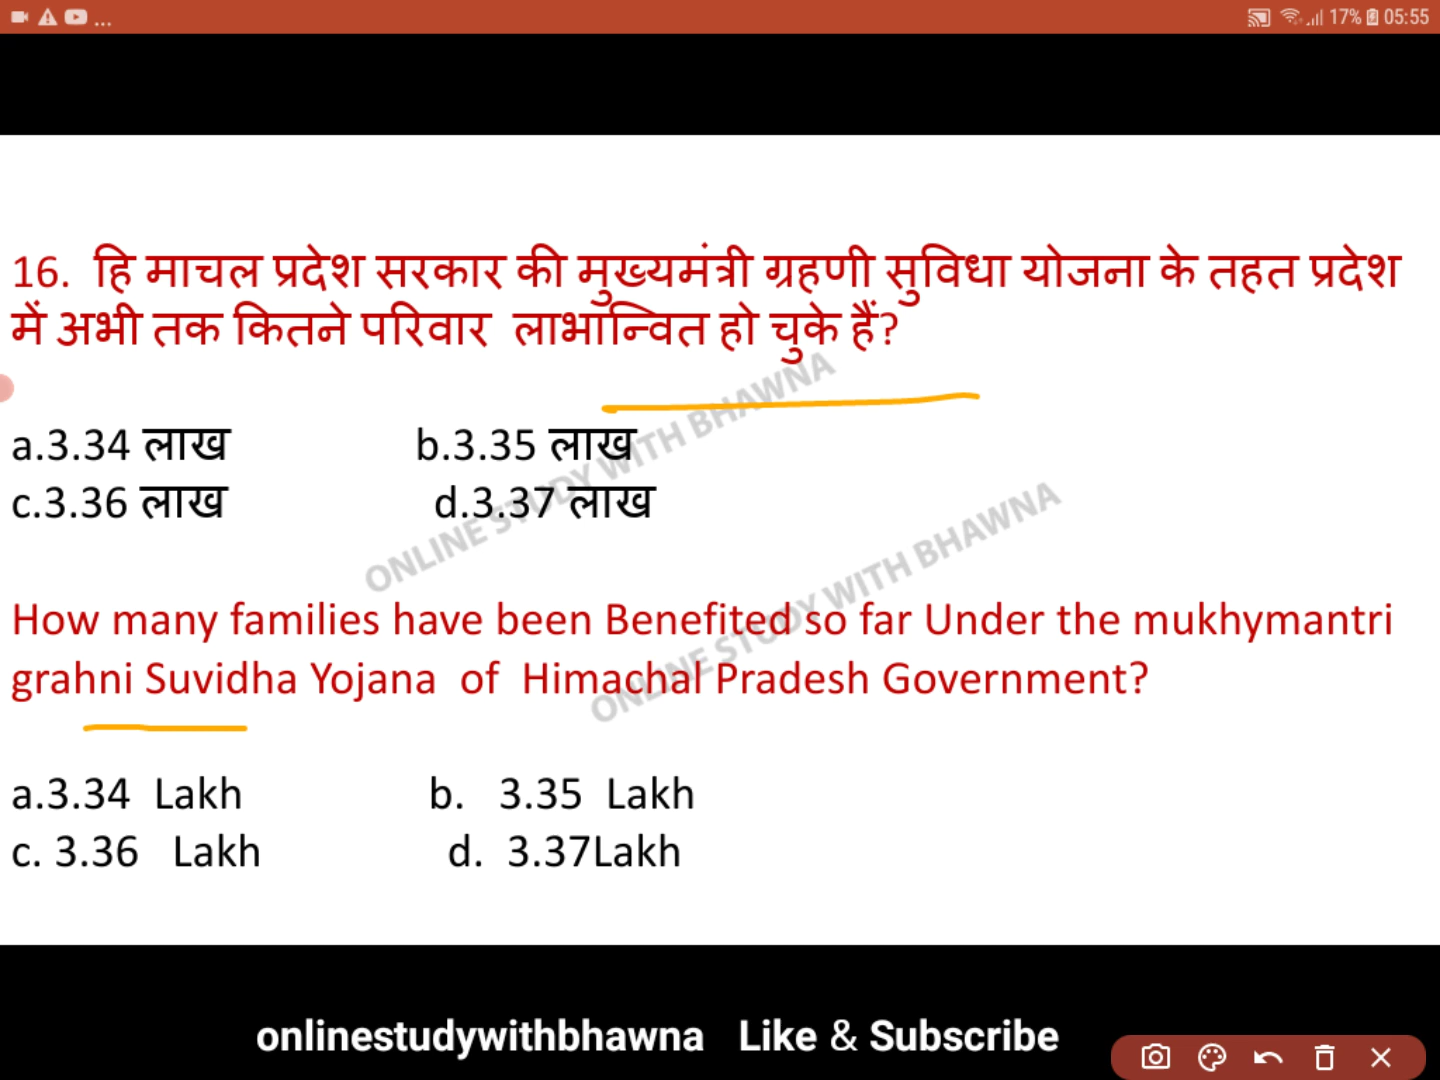 ... 17% 05:55
16. हि माचल प्रदेश सरकार की मुख्यमंत्री ग्रहणी सुविधा योजना के तहत प्रदेश
में अभी तक कितने परिवार लाभान्वित हो चुके हैं?
a.3.34 लाख b.3.35 लाख
c.3.36 लाख d.3.37 लाख
ONLINE STUDY WITH BHAWNA
ONLINE STUDY WITH BHAWNA
How many families have been Benefited so far Under the mukhymantri
grahni Suvidha Yojana of Himachal Pradesh Government?
a.3.34 Lakh b. 3.35 Lakh
c. 3.36 Lakh d. 3.37Lakh
onlinestudywithbhawna Like & Subscribe